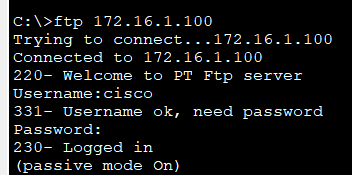 C:\>ftp 172.16.1.100
Trying to connect...172.16.1.100
Connected to 172.16.1.100
220- Welcome to PT Ftp server
Username:cisco
331- Username ok, need password
Password:
230- Logged in
(passive mode On)